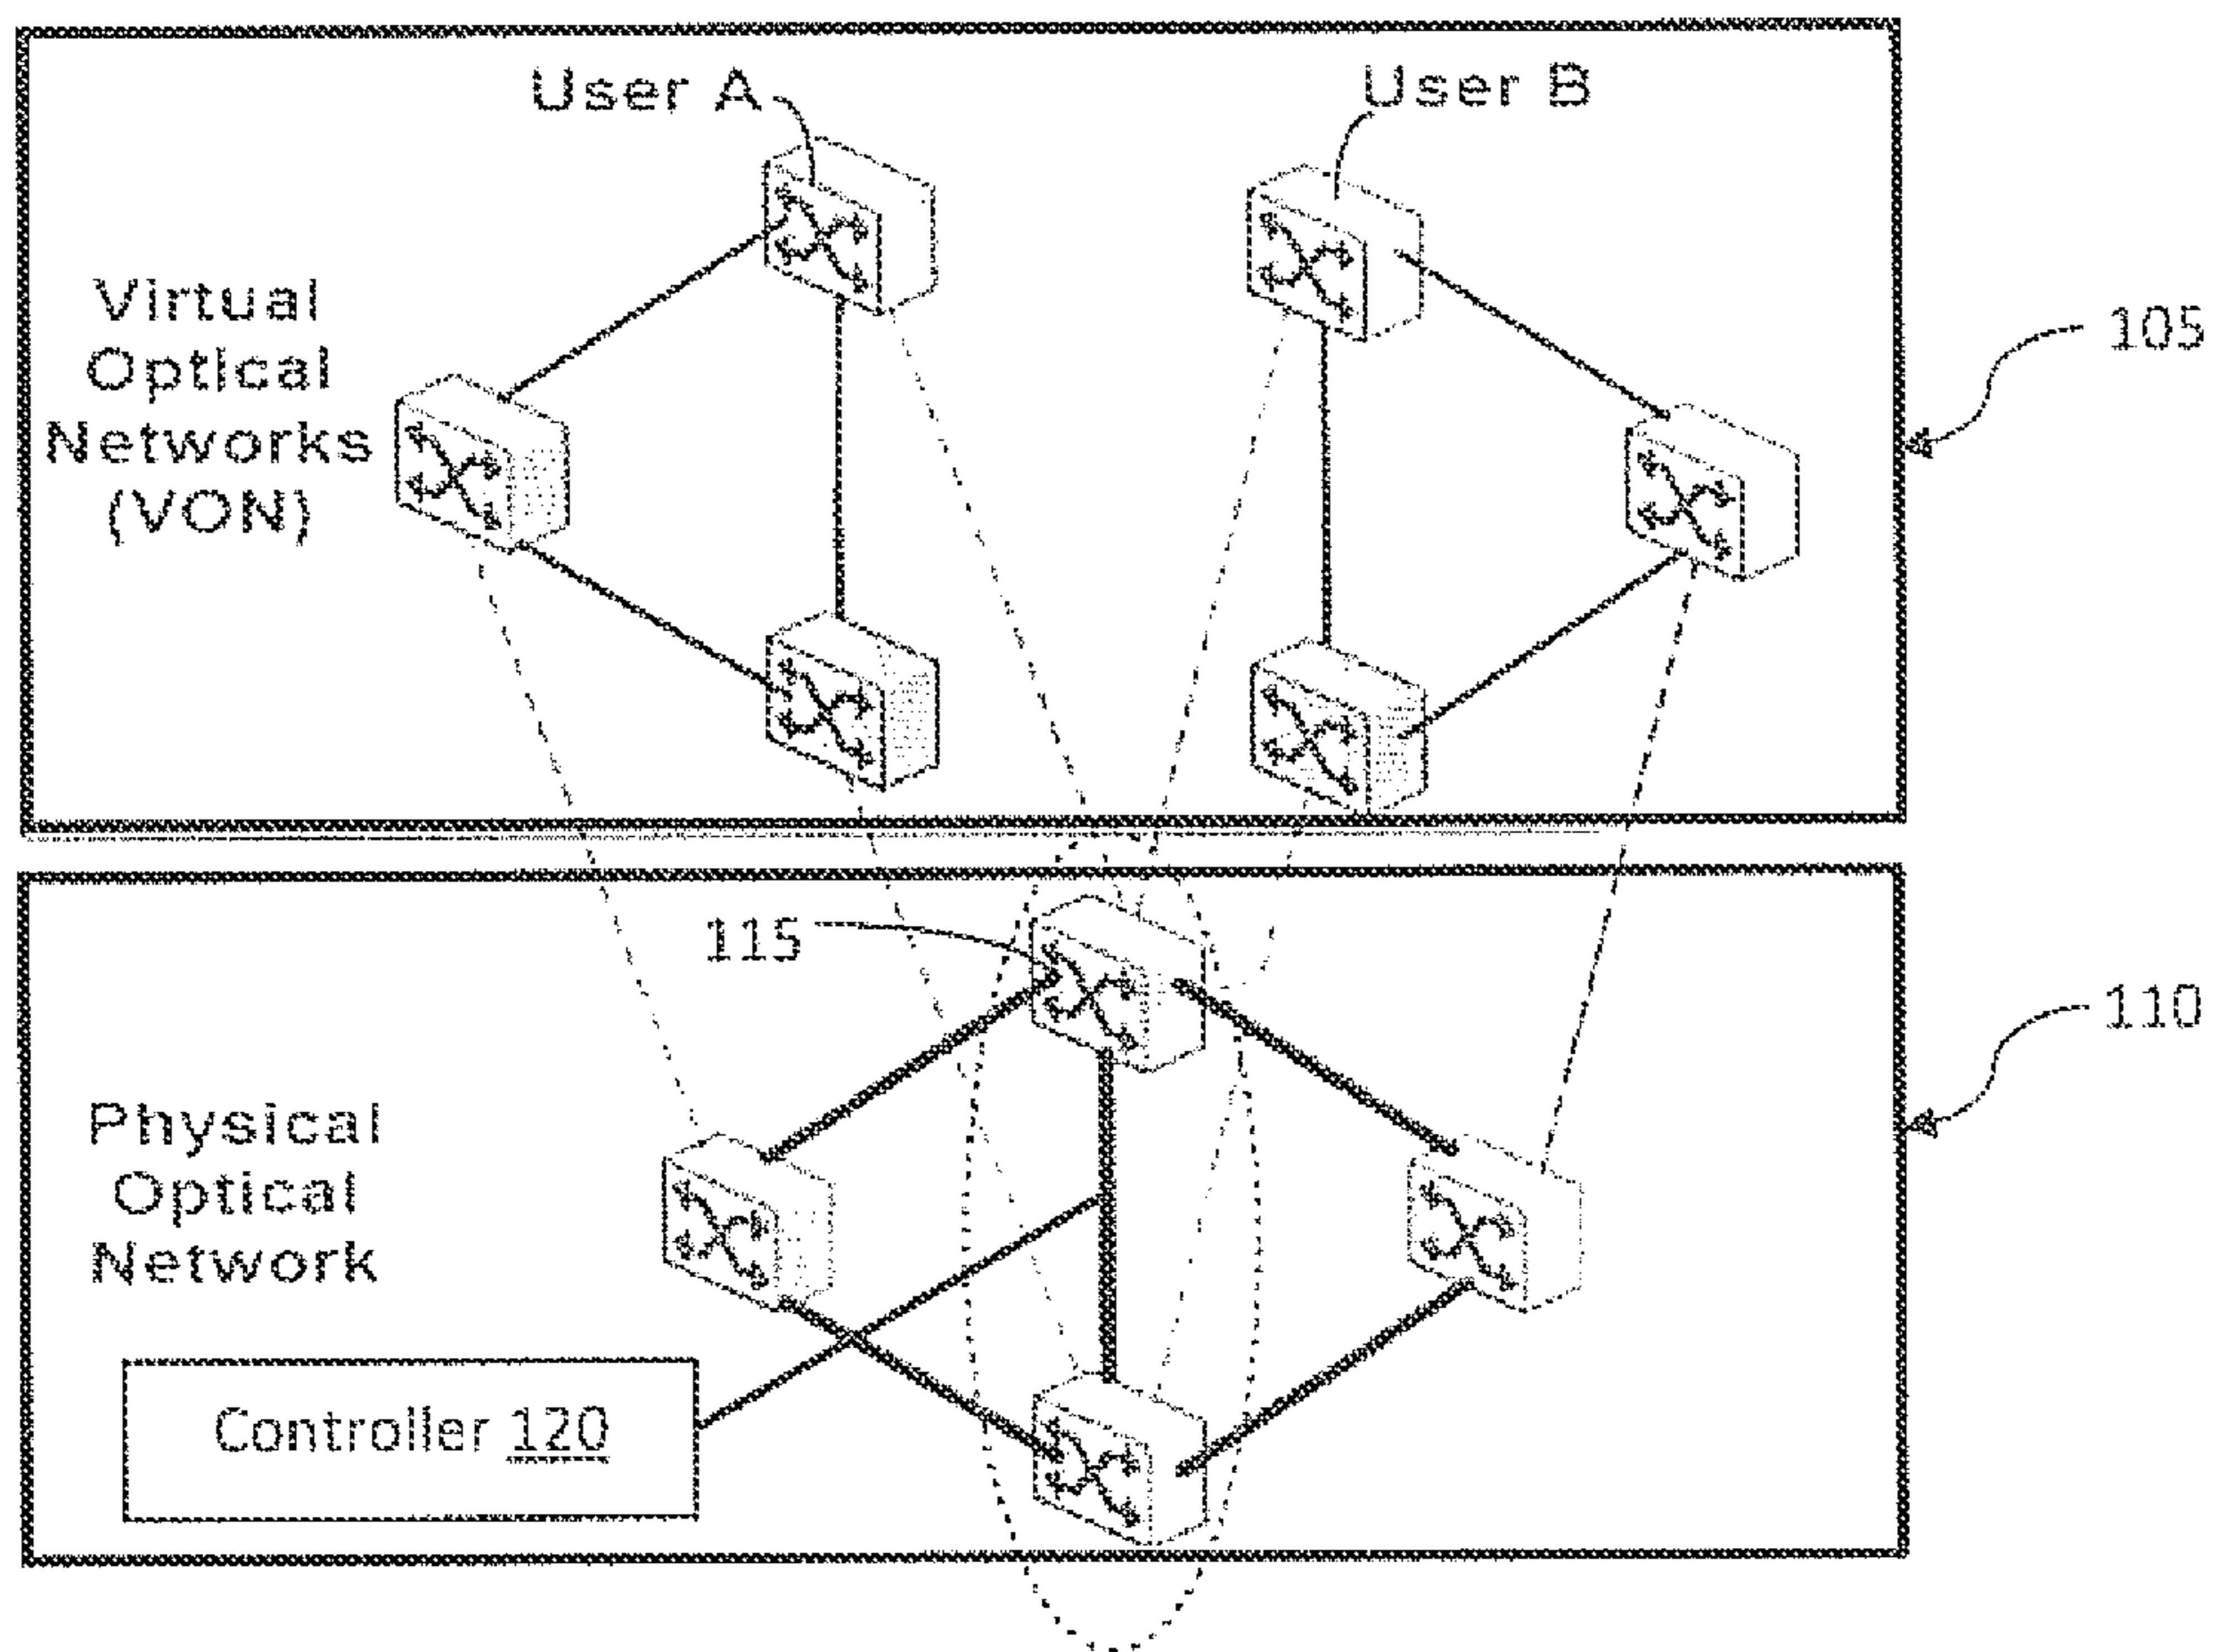 User A
User B
Virtual
Optical
Networks
(VON)
105
115
110
Physical
Optical
Network
Controller 120